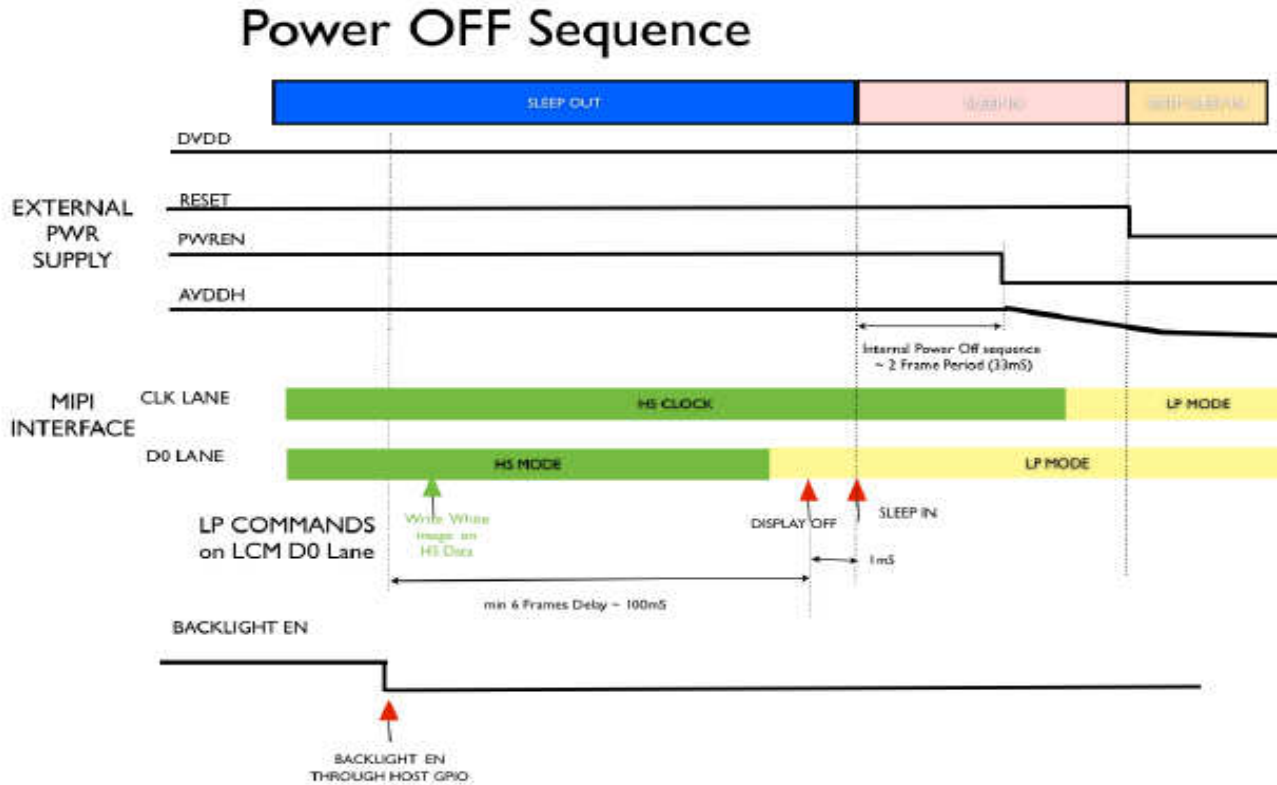 Power OFF Sequence
SLEEP OUT
SLEEP IN
DVDD
EXTERNAL
PWR
SUPPLY
RESET
PWREN
AVDDH
Internal Power Off sequence
~ 2 Frame Period (33mS)
MIPI
INTERFACE
CLK LANE
HS CLOCK
LP MODE
D0 LANE
HS MODE
LP MODE
LP COMMANDS
on LCM D0 Lane
Write White
image on
HS Data
DISPLAY OFF
SLEEP IN
1mS
min 6 Frames Delay ~ 100mS
BACKLIGHT EN
BACKLIGHT EN
THROUGH HOST GPIO